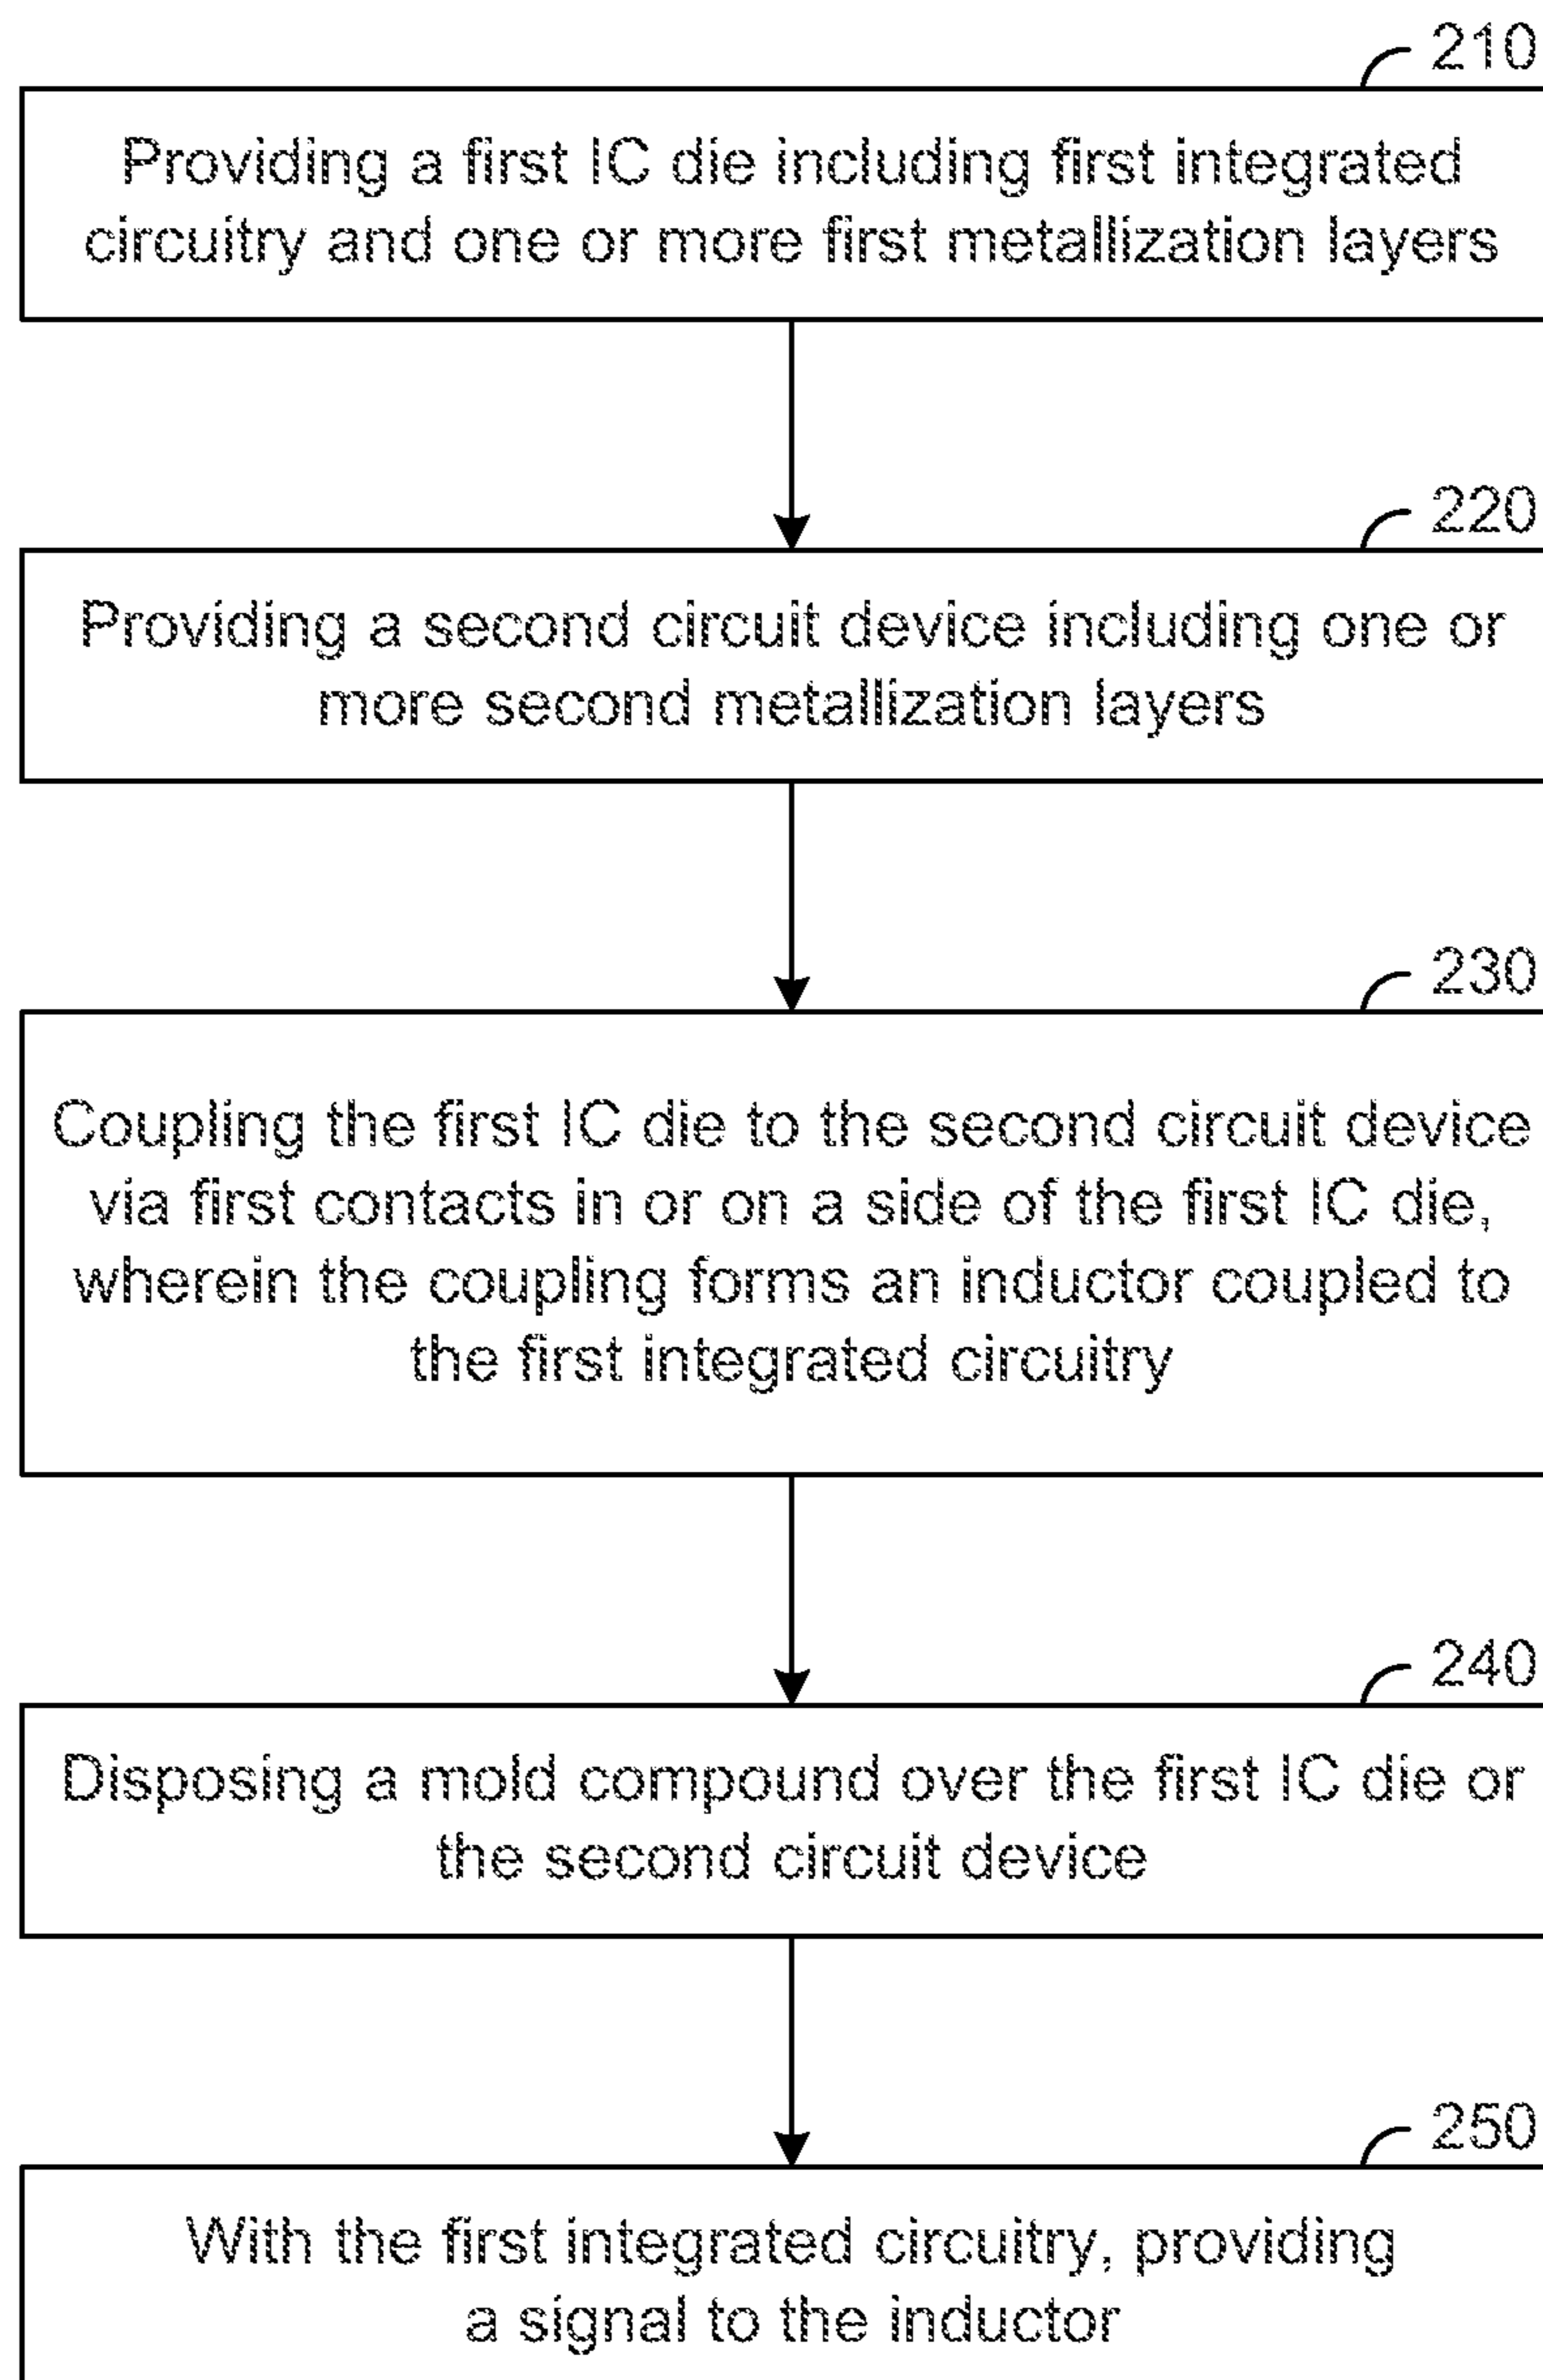 210
Providing a first IC die including first integrated
circuitry and one or more first metallization layers
220
Providing a second circuit device including one or
more second metallization layers
230
Coupling the first IC die to the second circuit device
via first contacts in or on a side of the first IC die,
wherein the coupling forms an inductor coupled to
the first integrated circuitry
240
Disposing a mold compound over the first IC die or
the second circuit device
250
With the first integrated circuitry, providing
a signal to the inductor